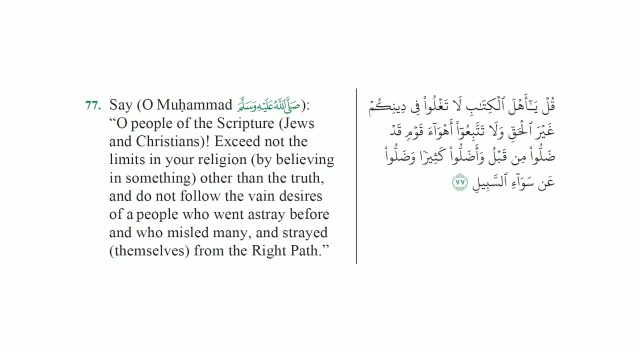 77. Say (O Muḥammad ﷺ):
“O people of the Scripture (Jews
and Christians)! Exceed not the
limits in your religion (by believing
in something) other than the truth,
and do not follow the vain desires
of a people who went astray before
and who misled many, and strayed
(themselves) from the Right Path.”
قُلۡ يَـٰٓأَهۡلَ ٱلۡكِتَـٰبِ لَا تَغۡلُواْ فِى دِينِكُمۡ
غَيۡرَ ٱلۡحَقِّ وَلَا تَتَّبِعُوٓاْ أَهۡوَآءَ قَوۡمٍ قَدۡ
ضَلُّواْ مِن قَبۡلُ وَأَضَلُّواْ كَثِيرًا وَضَلُّواْ
عَن سَوَآءِ ٱلسَّبِيلِ ٧٧